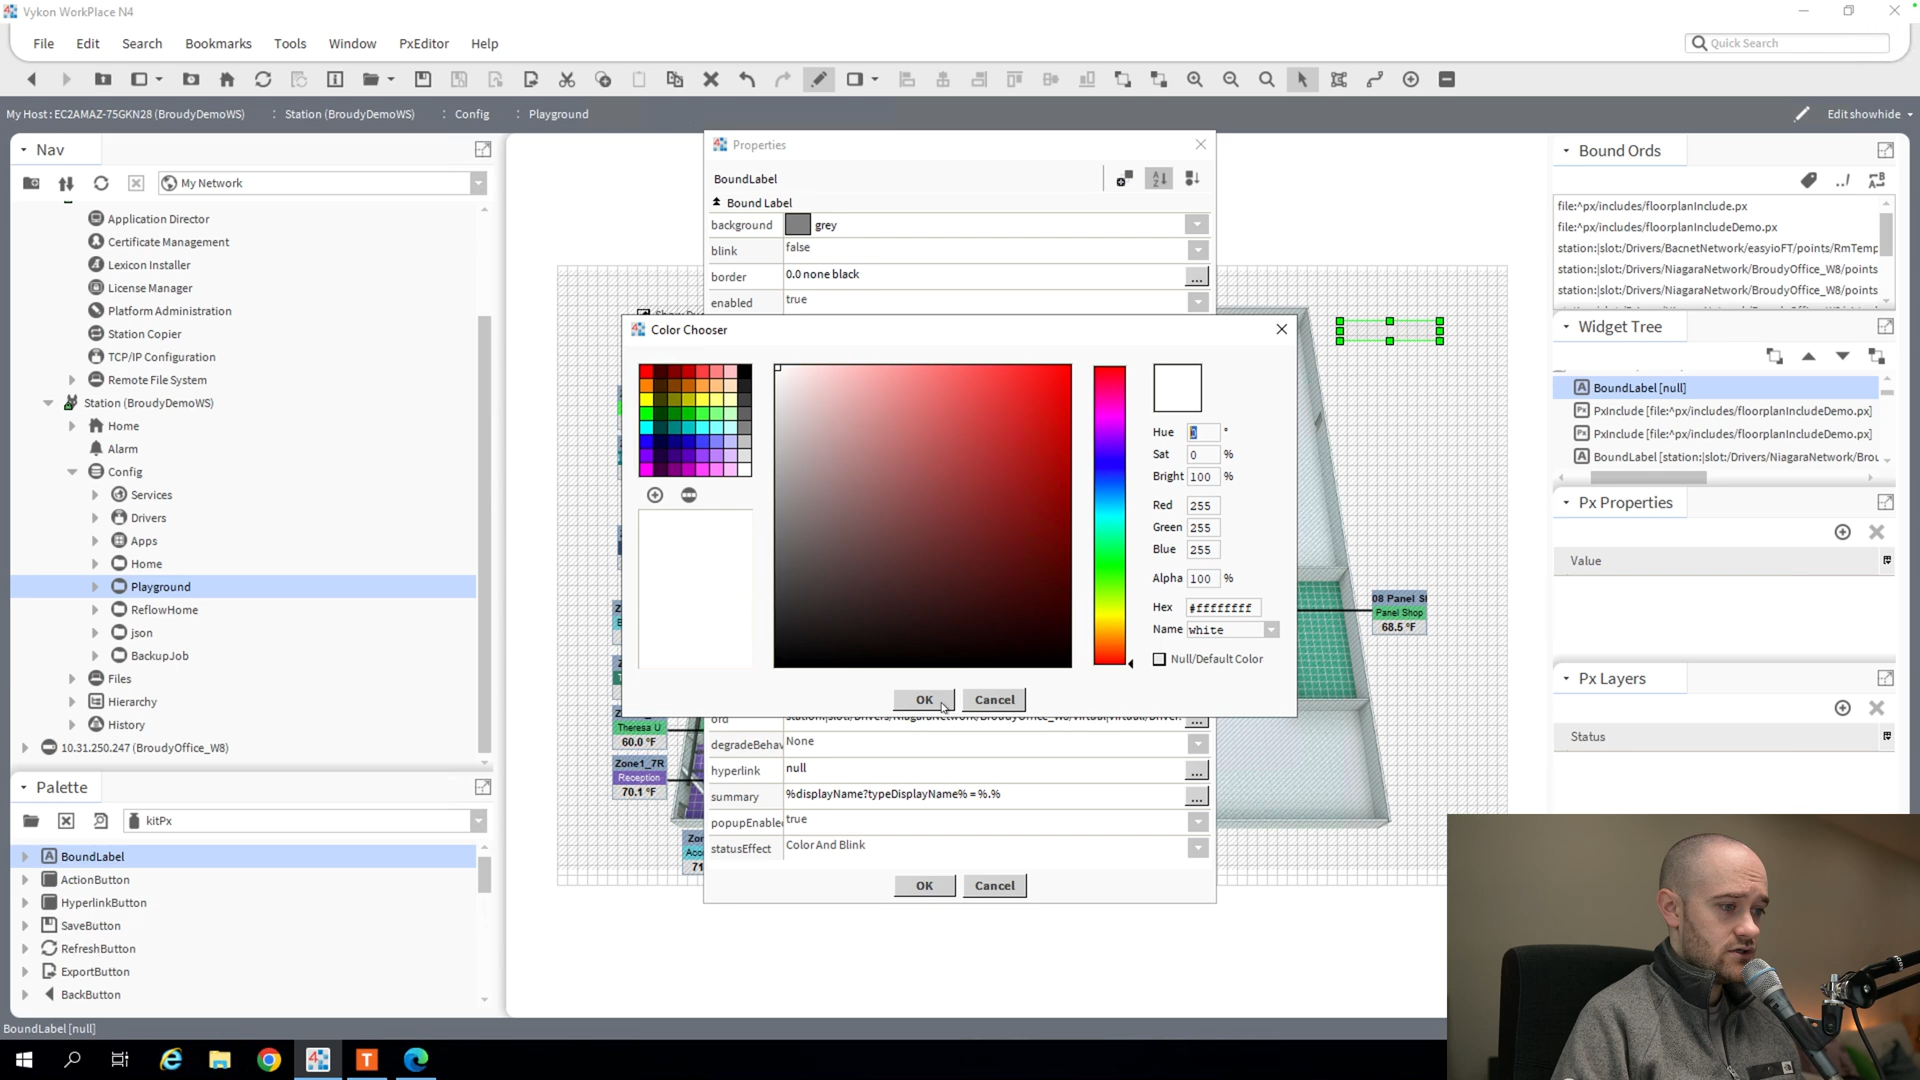 Vykon WorkPlace N4
File Edit Search Bookmarks Tools Window PxEditor Help
Quick Search
My Host : EC2AMAZ-75GKN28 (BroudyDemoWS) : Station (BroudyDemoWS) : Config : Playground
Edit showhide
Nav
My Network
Application Director
Certificate Management
Lexicon Installer
License Manager
Platform Administration
Station Copier
TCP/IP Configuration
Remote File System
Station (BroudyDemoWS)
Home
Alarm
Config
Services
Drivers
Apps
Home
Playground
ReflowHome
json
BackupJob
Files
Hierarchy
History
10.31.250.247 (BroudyOffice_W8)
Palette
kitPx
BoundLabel
ActionButton
HyperlinkButton
SaveButton
RefreshButton
ExportButton
BackButton
BoundLabel [null]
Properties
BoundLabel
Bound Label
background grey
blink false
border 0.0 none black
enabled true
Color Chooser
Hue °
Sat 0 %
Bright 100 %
Red 255
Green 255
Blue 255
Alpha 100 %
Hex #ffffffff
Name white
Null/Default Color
OK Cancel
degradeBehav None
hyperlink null
summary %displayName?typeDisplayName% = %.%
popupEnable true
statusEffect Color And Blink
OK Cancel
Theresa U
60.0 °F
Zone1_7R
Reception
70.1 °F
Zo
Acc
71
08 Panel S
Panel Shop
68.5 °F
Bound Ords
file:^px/includes/floorplanInclude.px
file:^px/includes/floorplanIncludeDemo.px
station:|slot:/Drivers/BacnetNetwork/easyioFT/points/RmTemp
station:|slot:/Drivers/NiagaraNetwork/BroudyOffice_W8/points
station:|slot:/Drivers/NiagaraNetwork/BroudyOffice_W8/points
Widget Tree
BoundLabel [null]
PxInclude [file:^px/includes/floorplanIncludeDemo.px]
PxInclude [file:^px/includes/floorplanIncludeDemo.px]
BoundLabel [station:|slot:/Drivers/NiagaraNetwork/Brou
Px Properties
Value
Px Layers
Status